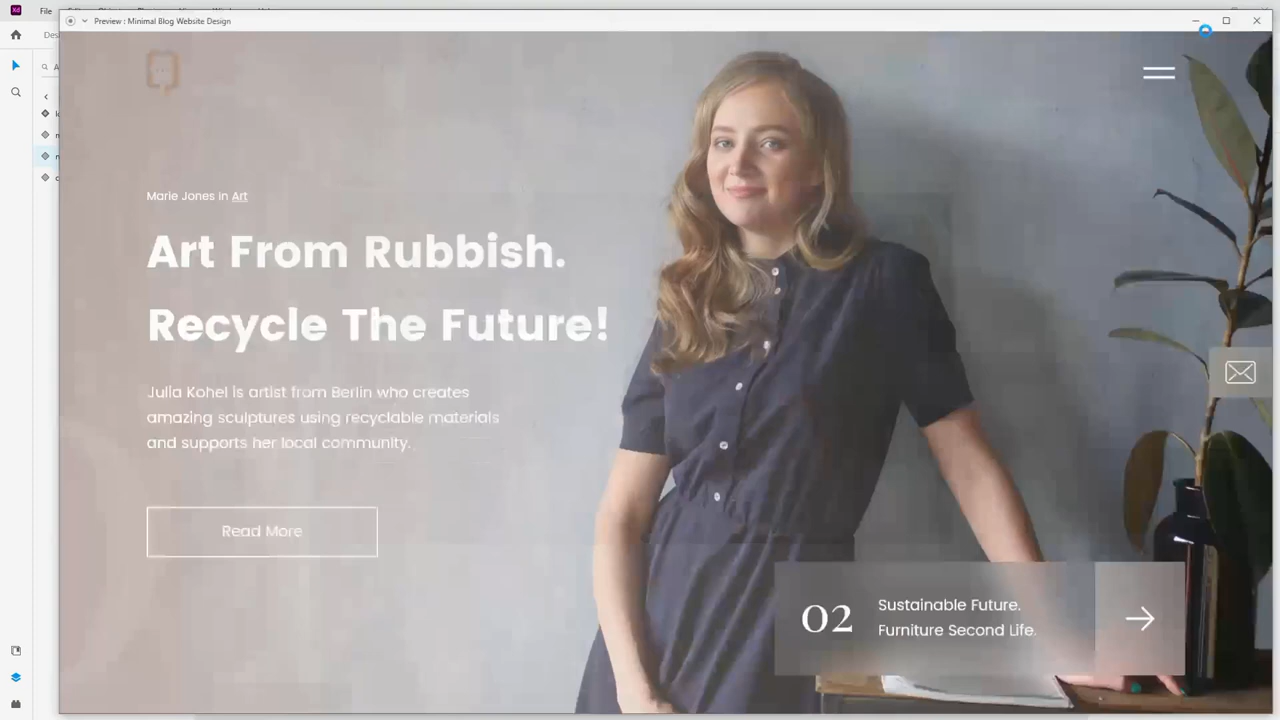 Xd
File
Preview : Minimal Blog Website Design
Marie Jones in Art
Art From Rubbish.
Recycle The Future!
Julia Kohel is artist from Berlin who creates
amazing sculptures using recyclable materials
and supports her local community.
Read More
02
Sustainable Future.
Furniture Second Life.